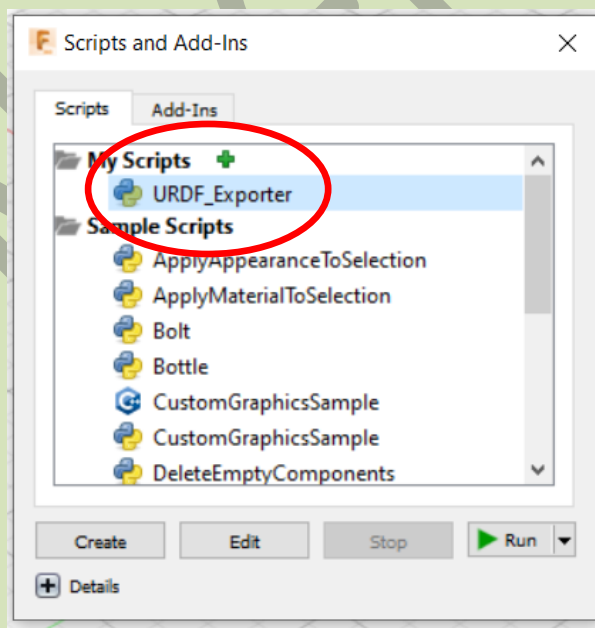 Scripts and Add-Ins
Scripts Add-Ins
My Scripts
URDF_Exporter
Sample Scripts
ApplyAppearanceToSelection
ApplyMaterialToSelection
Bolt
Bottle
CustomGraphicsSample
CustomGraphicsSample
DeleteEmptyComponents
Create Edit Stop Run
Details